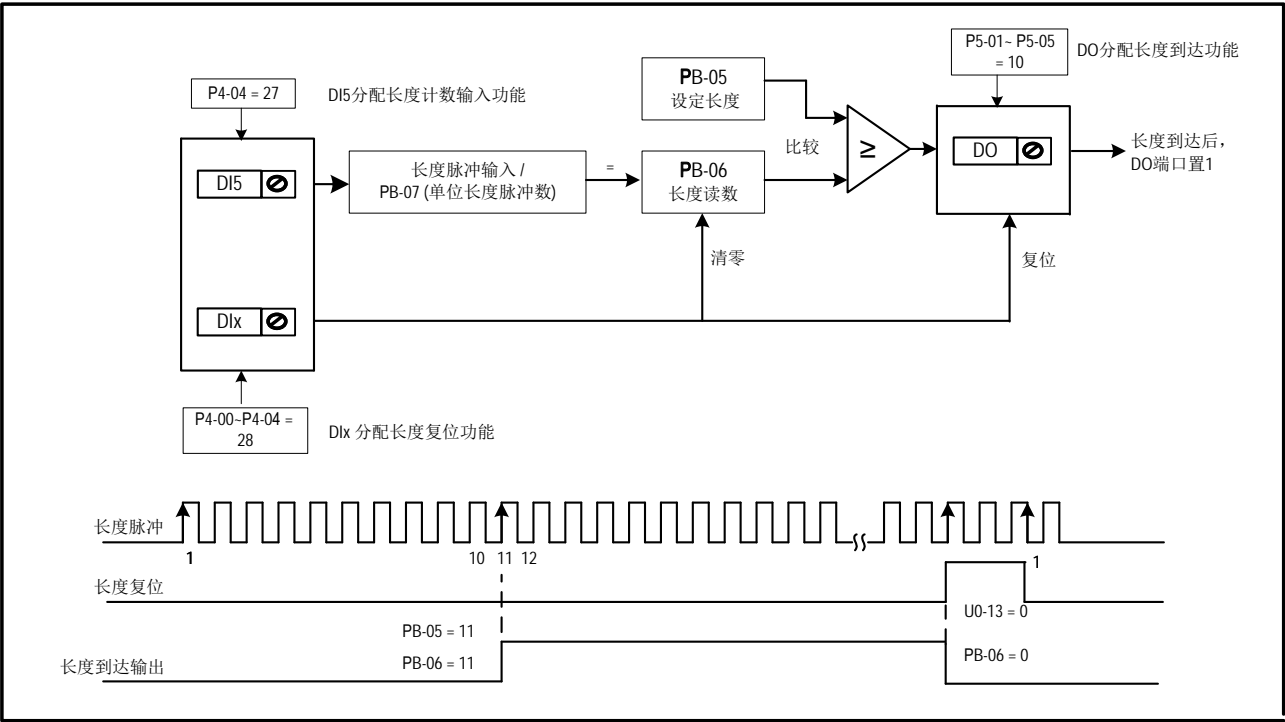 P4-04 = 27
DI5分配长度计数输入功能
PB-05
设定长度
P5-01~ P5-05
= 10
DO分配长度到达功能
DI5
长度脉冲输入 /
PB-07 (单位长度脉冲数)
=
PB-06
长度读数
比较
≥
DO
长度到达后，
DO端口置1
清零
复位
DIx
P4-00~P4-04 =
28
DIx 分配长度复位功能
长度脉冲
1
10
11
12
1
长度复位
U0-13 = 0
PB-05 = 11
PB-06 = 11
PB-06 = 0
长度到达输出